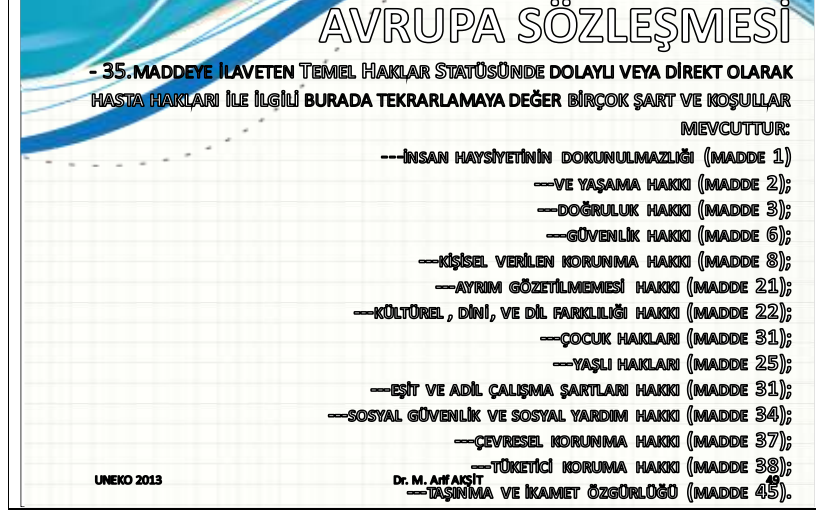 AVRUPA SÖZLEŞMESİ
- 35.MADDEYE İLAVETEN TEMEL HAKLAR STATÜSÜNDE DOLAYLI VEYA DİREKT OLARAK
HASTA HAKLARI İLE İLGİLİ BURADA TEKRARLAMAYA DEĞER BİRÇOK ŞART VE KOŞULLAR
MEVCUTTUR:
---İNSAN HAYSİYETİNİN DOKUNULMAZLIĞI (MADDE 1)
---VE YAŞAMA HAKKI (MADDE 2);
---DOĞRULUK HAKKI (MADDE 3);
---GÜVENLİK HAKKI (MADDE 6);
---KİŞİSEL VERİLEN KORUNMA HAKKI (MADDE 8);
---AYRIM GÖZETİLMEMESİ HAKKI (MADDE 21);
---KÜLTÜREL , DİNİ, VE DİL FARKLILIĞI HAKKI (MADDE 22);
---ÇOCUK HAKLARI (MADDE 31);
---YAŞLI HAKLARI (MADDE 25);
---EŞİT VE ADİL ÇALIŞMA ŞARTLARI HAKKI (MADDE 31);
---SOSYAL GÜVENLİK VE SOSYAL YARDIM HAKKI (MADDE 34);
---ÇEVRESEL KORUNMA HAKKI (MADDE 37);
---TÜKETİCİ KORUMA HAKKI (MADDE 38);
---TAŞINMA VE İKAMET ÖZGÜRLÜĞÜ (MADDE 45).
UNEKO 2013
Dr. M. Arif AKŞİT
49